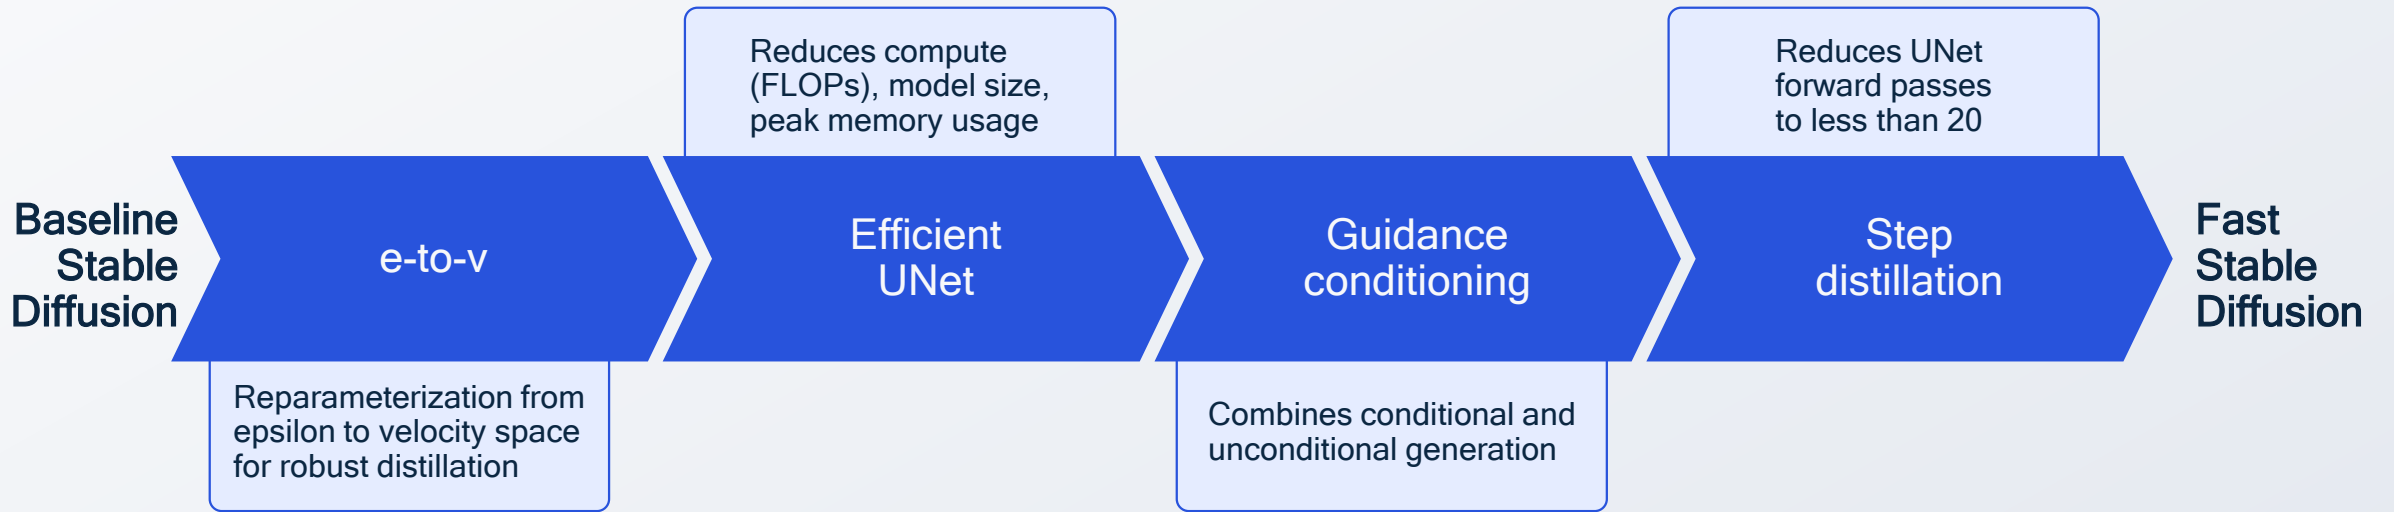 Baseline
Stable
Diffusion
e-to-v
Reparameterization from
epsilon to velocity space
for robust distillation
Reduces compute
(FLOPs), model size,
peak memory usage
Efficient
UNet
Guidance
conditioning
Combines conditional and
unconditional generation
Reduces UNet
forward passes
to less than 20
Step
distillation
Fast
Stable
Diffusion